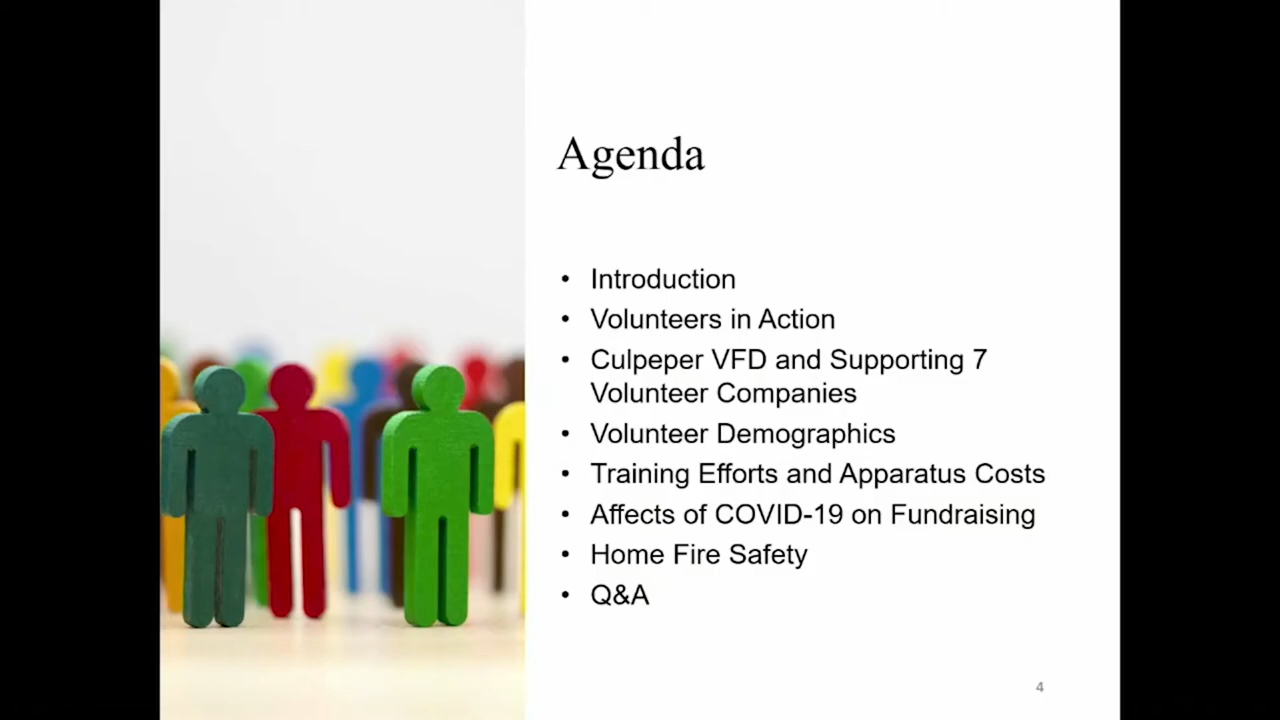 Agenda
• Introduction
• Volunteers in Action
• Culpeper VFD and Supporting 7
Volunteer Companies
• Volunteer Demographics
• Training Efforts and Apparatus Costs
• Affects of COVID-19 on Fundraising
• Home Fire Safety
• Q&A
4